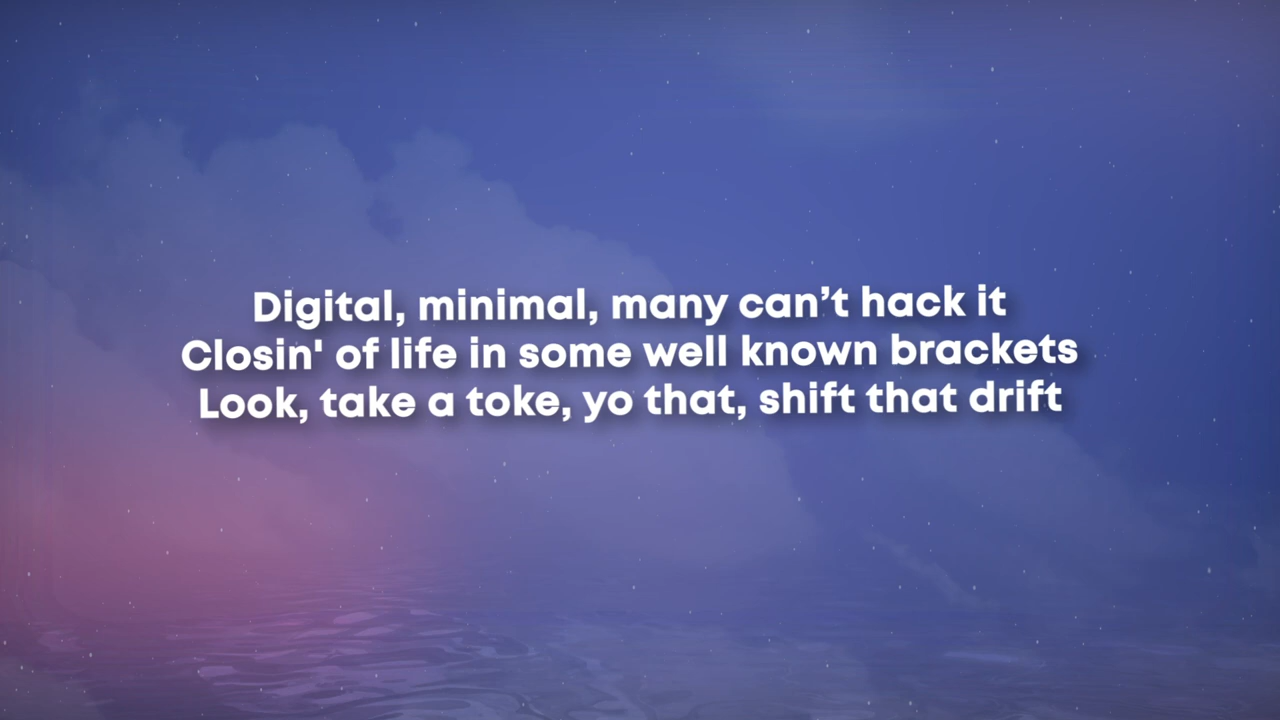 Digital, minimal, many can’t hack it
Closin' of life in some well known brackets
Look, take a toke, yo that, shift that drift